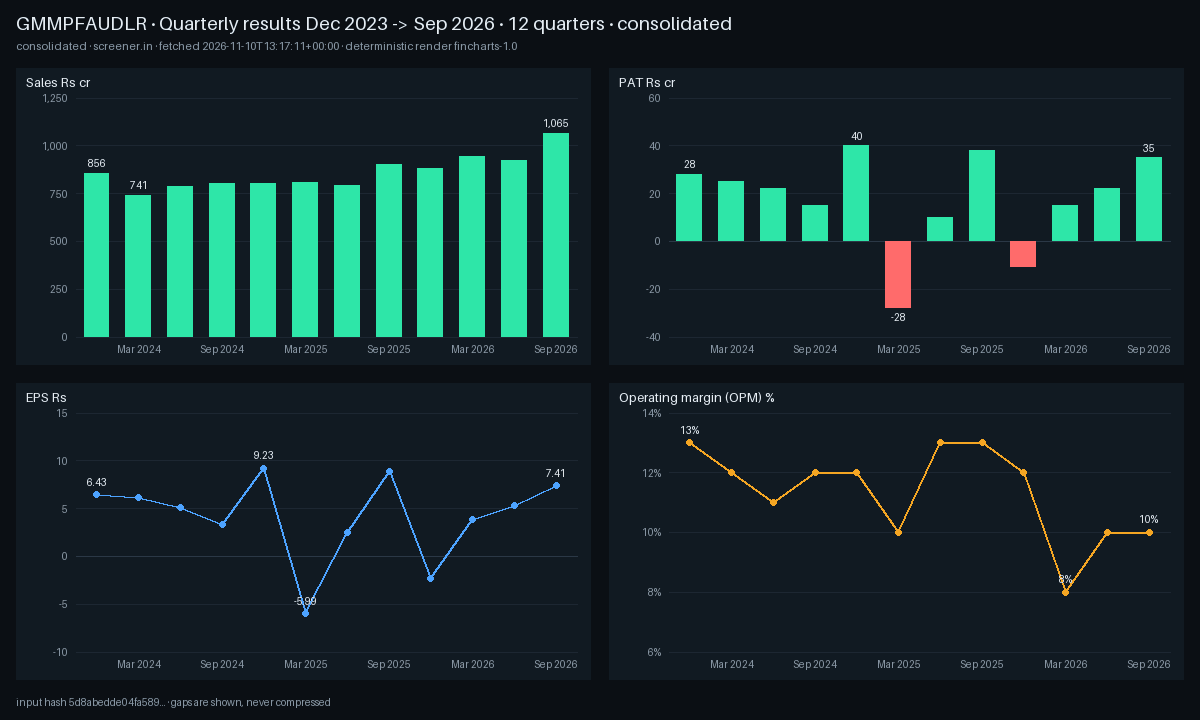 GMMPFAUDLR · Quarterly results Dec 2023 -> Sep 2026 · 12 quarters · consolidated
consolidated · screener.in · fetched 2026-11-10T13:17:11+00:00 · deterministic render fincharts-1.0
Sales Rs cr
1,250
1,000
750
500
250
0
856
741
1,065
Mar 2024
Sep 2024
Mar 2025
Sep 2025
Mar 2026
Sep 2026
PAT Rs cr
60
40
20
0
-20
-40
28
40
-28
35
Mar 2024
Sep 2024
Mar 2025
Sep 2025
Mar 2026
Sep 2026
EPS Rs
15
10
5
0
-5
-10
6.43
9.23
-5.99
7.41
Mar 2024
Sep 2024
Mar 2025
Sep 2025
Mar 2026
Sep 2026
Operating margin (OPM) %
14%
12%
10%
8%
6%
13%
8%
10%
Mar 2024
Sep 2024
Mar 2025
Sep 2025
Mar 2026
Sep 2026
input hash 5d8abedde04fa589… · gaps are shown, never compressed